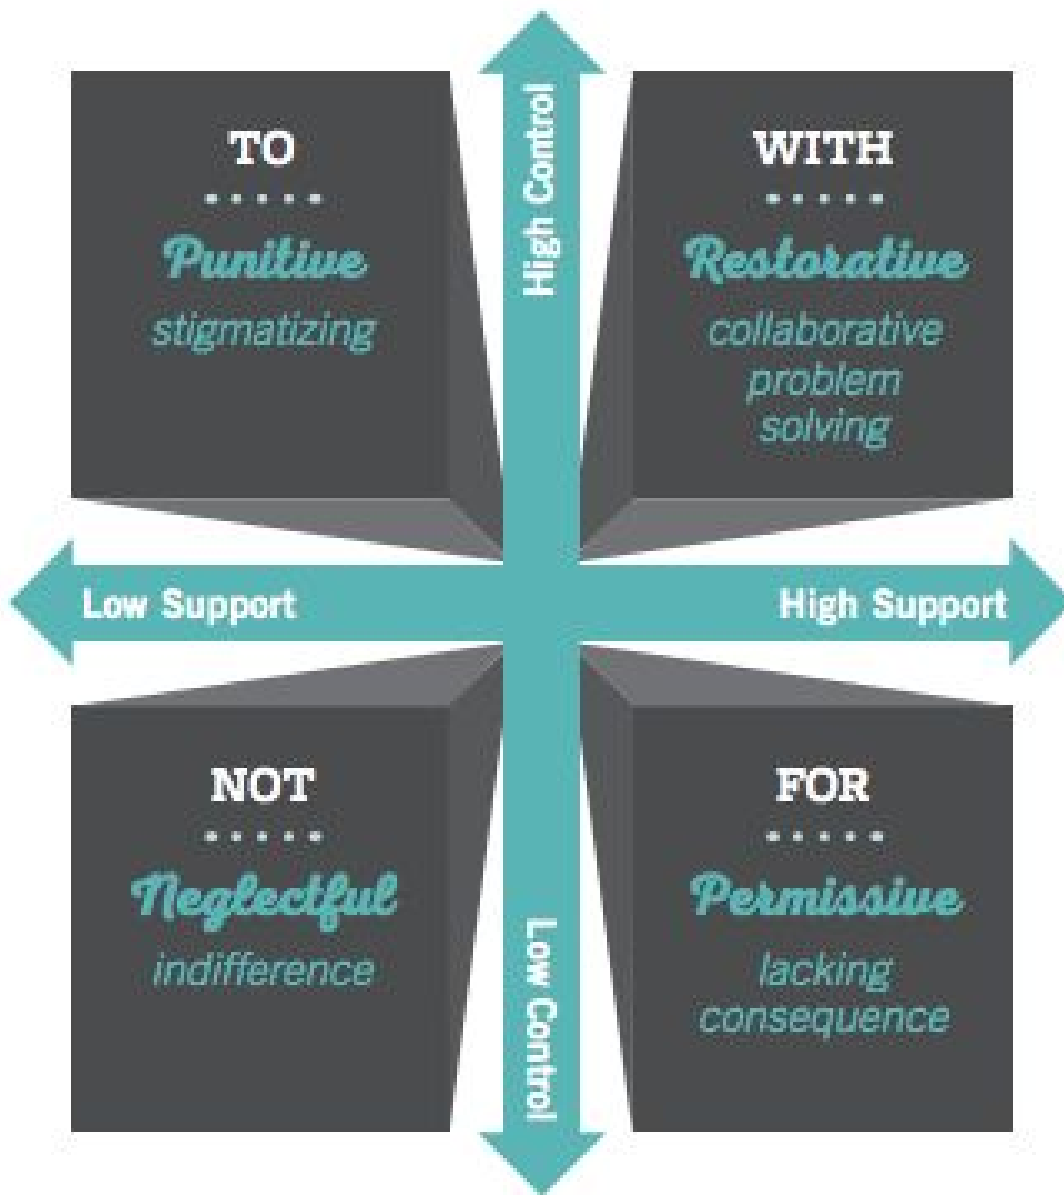 High Control
TO
Punitive
stigmatizing
WITH
Restorative
collaborative
problem
solving
Low Support
High Support
NOT
Neglectful
indifference
FOR
Permissive
lacking
consequence
Low Control